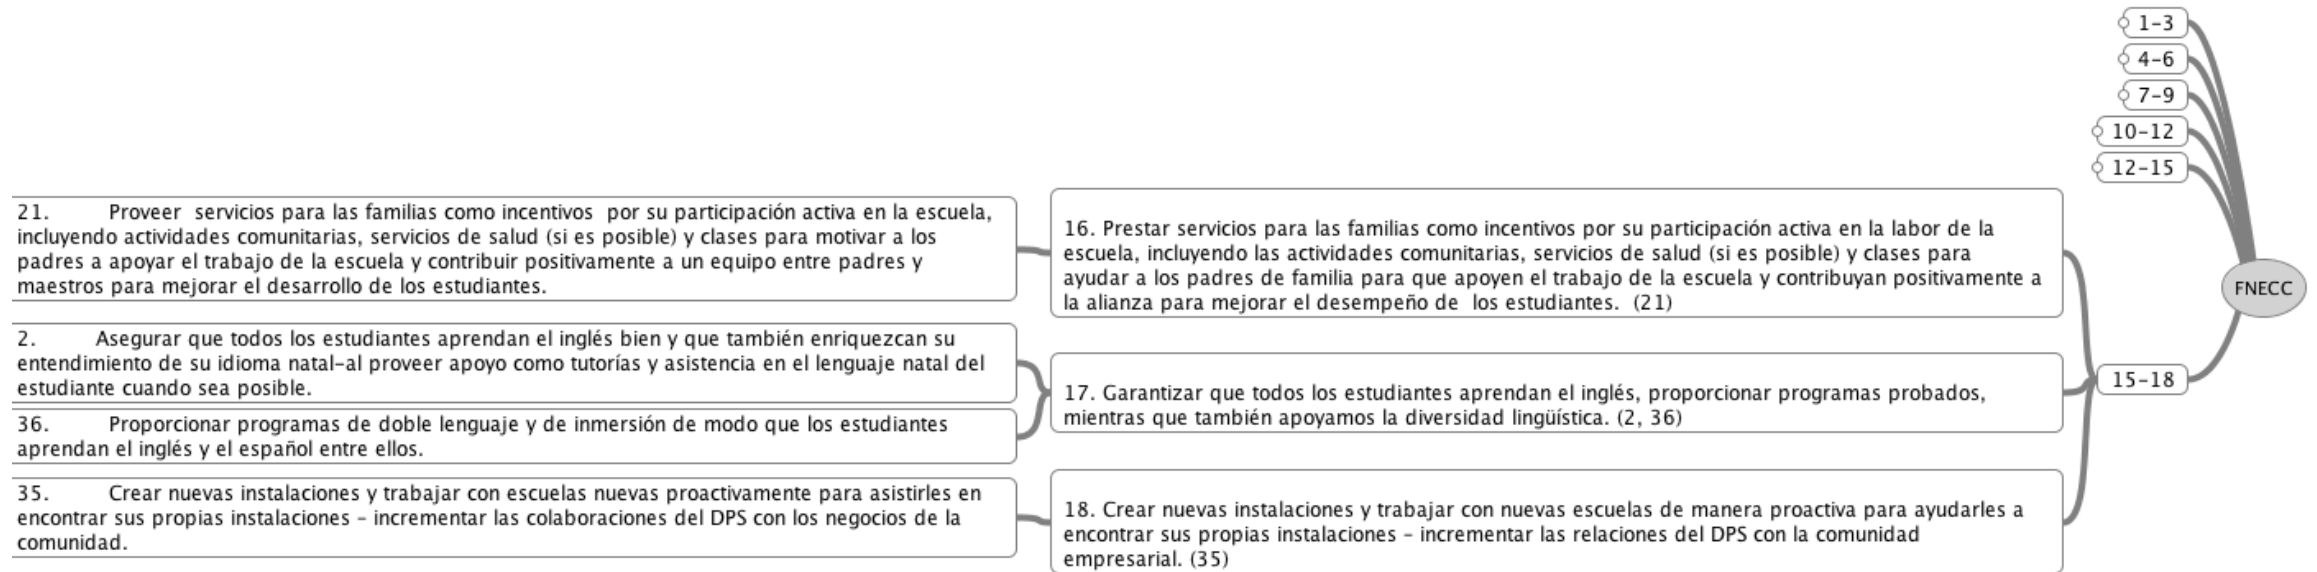 1-3
4-6
7-9
10-12
12-15
21. Proveer servicios para las familias como incentivos por su participación activa en la escuela,
incluyendo actividades comunitarias, servicios de salud (si es posible) y clases para motivar a los
padres a apoyar el trabajo de la escuela y contribuir positivamente a un equipo entre padres y
maestros para mejorar el desarrollo de los estudiantes.
16. Prestar servicios para las familias como incentivos por su participación activa en la labor de la
escuela, incluyendo las actividades comunitarias, servicios de salud (si es posible) y clases para
ayudar a los padres de familia para que apoyen el trabajo de la escuela y contribuyan positivamente a
la alianza para mejorar el desempeño de los estudiantes. (21)
FNECC
2. Asegurar que todos los estudiantes aprendan el inglés bien y que también enriquezcan su
entendimiento de su idioma natal-al proveer apoyo como tutorías y asistencia en el lenguaje natal del
estudiante cuando sea posible.
36. Proporcionar programas de doble lenguaje y de inmersión de modo que los estudiantes
aprendan el inglés y el español entre ellos.
17. Garantizar que todos los estudiantes aprendan el inglés, proporcionar programas probados,
mientras que también apoyamos la diversidad lingüística. (2, 36)
15-18
35. Crear nuevas instalaciones y trabajar con escuelas nuevas proactivamente para asistirles en
encontrar sus propias instalaciones - incrementar las colaboraciones del DPS con los negocios de la
comunidad.
18. Crear nuevas instalaciones y trabajar con nuevas escuelas de manera proactiva para ayudarles a
encontrar sus propias instalaciones - incrementar las relaciones del DPS con la comunidad
empresarial. (35)